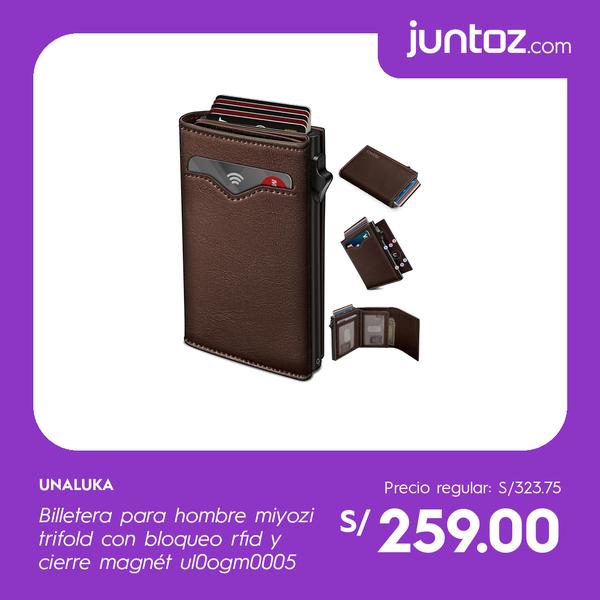 juntoz.com
UNALUKA
Billetera para hombre miyozi
trifold con bloqueo rfid y
cierre magnét ul0ogm0005
Precio regular: S/323.75
S/259.00